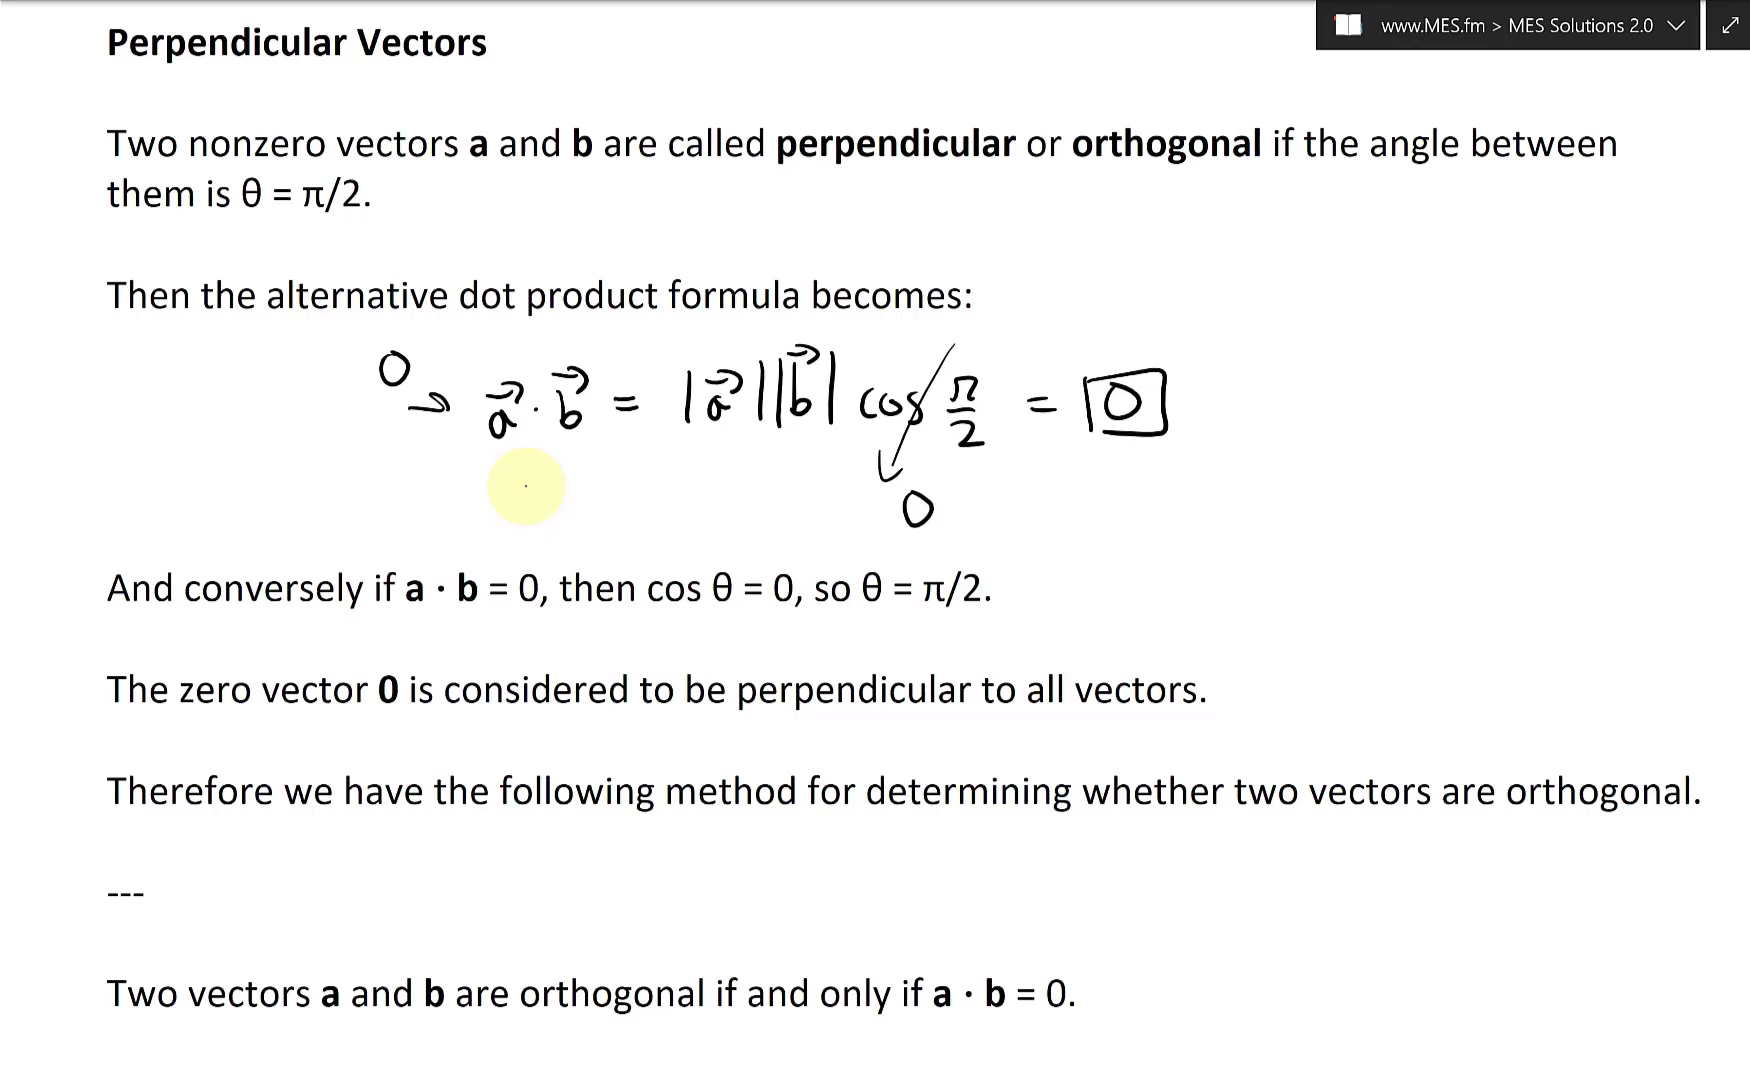 www.MES.fm > MES Solutions 2.0
Perpendicular Vectors
Two nonzero vectors a and b are called perpendicular or orthogonal if the angle between
them is θ = π/2.
Then the alternative dot product formula becomes:
0 → a⃗ · b⃗ = |a⃗||b⃗| cos π/2 = 0
0
And conversely if a · b = 0, then cos θ = 0, so θ = π/2.
The zero vector 0 is considered to be perpendicular to all vectors.
Therefore we have the following method for determining whether two vectors are orthogonal.
---
Two vectors a and b are orthogonal if and only if a · b = 0.